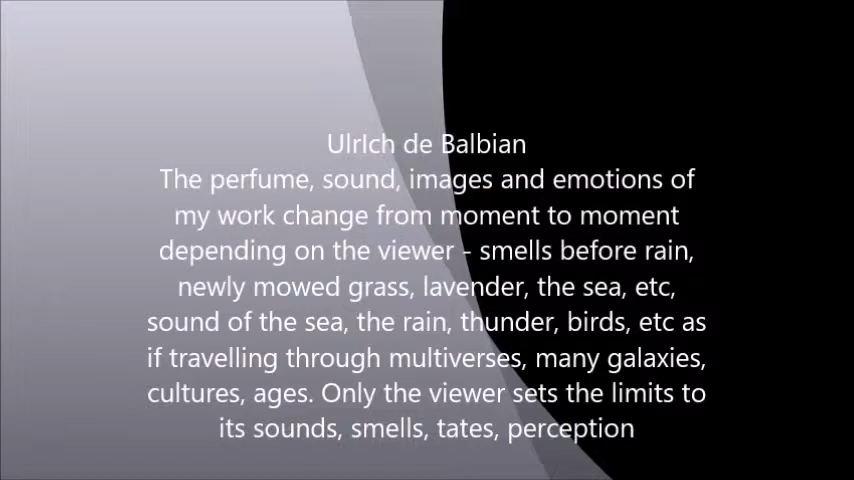 UlrIch de Balbian
The perfume, sound, images and emotions of
my work change from moment to moment
depending on the viewer - smells before rain,
newly mowed grass, lavender, the sea, etc,
sound of the sea, the rain, thunder, birds, etc as
if travelling through multiverses, many galaxies,
cultures, ages. Only the viewer sets the limits to
its sounds, smells, tates, perception